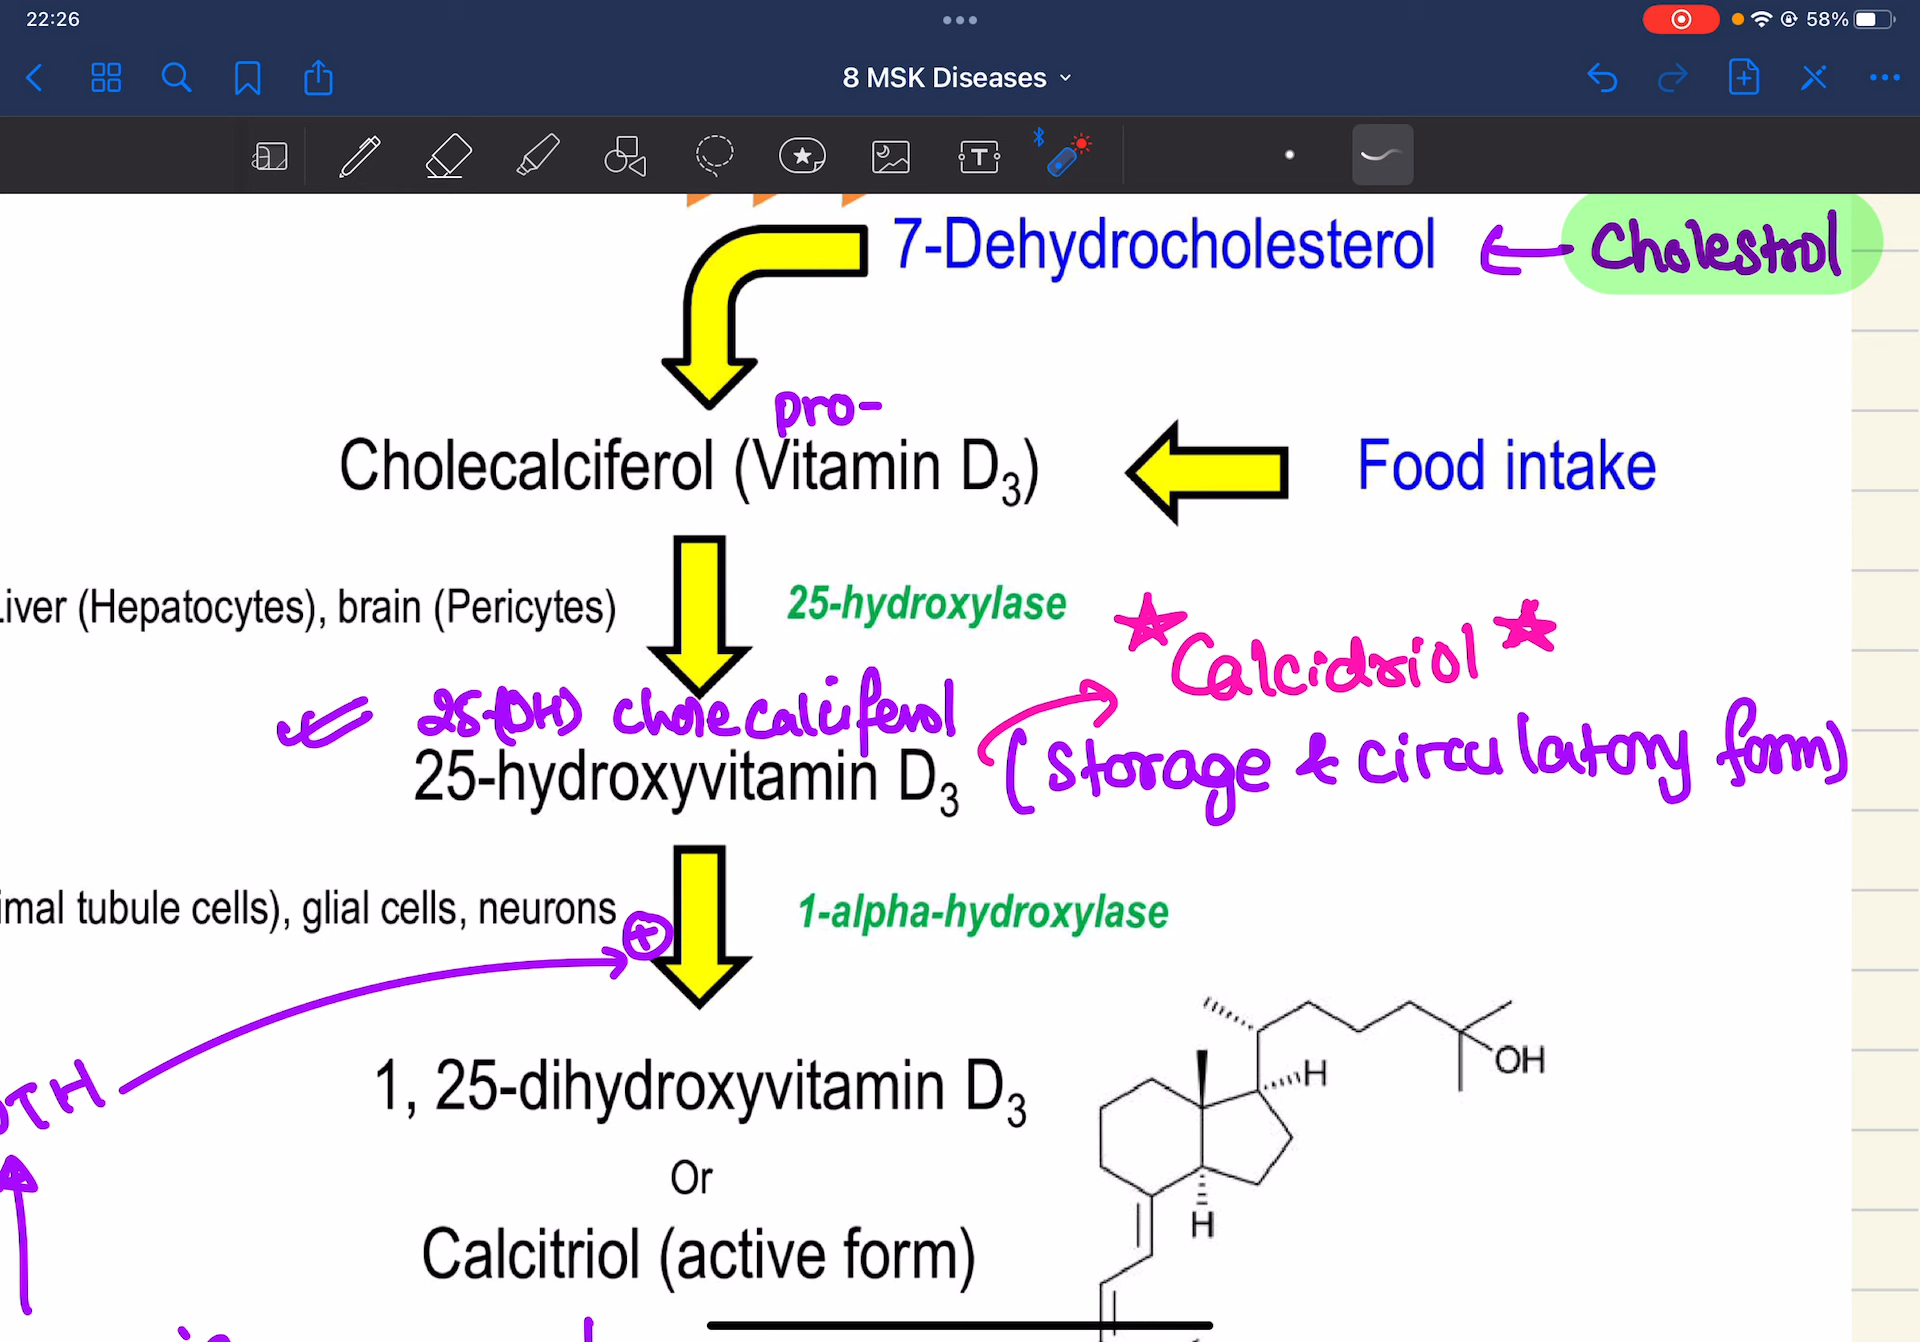 22:26
58%
8 MSK Diseases
T
7-Dehydrocholesterol ← Cholestrol
pro-
Cholecalciferol (Vitamin D3) Food intake
Liver (Hepatocytes), brain (Pericytes) 25-hydroxylase
Calcidriol
25-(OH) cholecalciferol
25-hydroxyvitamin D3 (storage & circulatory form)
tubule cells), glial cells, neurons 1-alpha-hydroxylase
+
PTH
1, 25-dihydroxyvitamin D3
Or
Calcitriol (active form)
OH
H
H